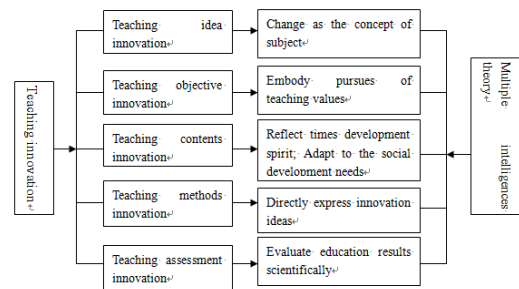 Teaching idea
innovation
Change as the concept of
subject
Teaching objective
innovation
Embody pursues of
teaching values
Teaching innovation
Teaching contents
innovation
Reflect times development
spirit; Adapt to the social
development needs
Multiple intelligences
theory
Teaching methods
innovation
Directly express innovation
ideas
Teaching assessment
innovation
Evaluate education results
scientifically